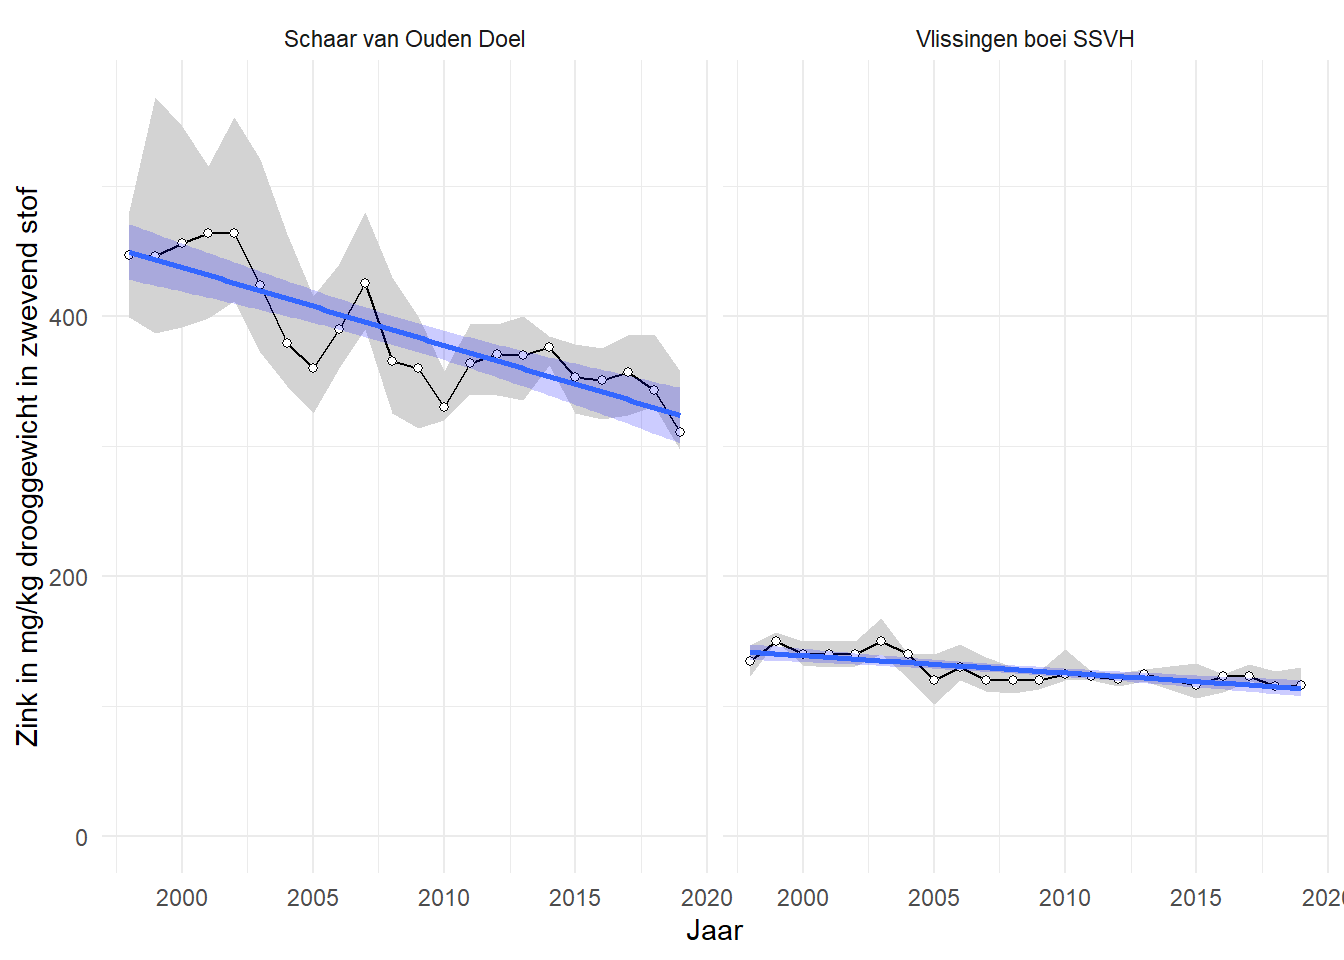 Schaar van Ouden Doel
Vlissingen boei SSVH
Zink in mg/kg drooggewicht in zwevend stof
400
200
0
2000 2005 2010 2015 2020
2000 2005 2010 2015 2020
Jaar